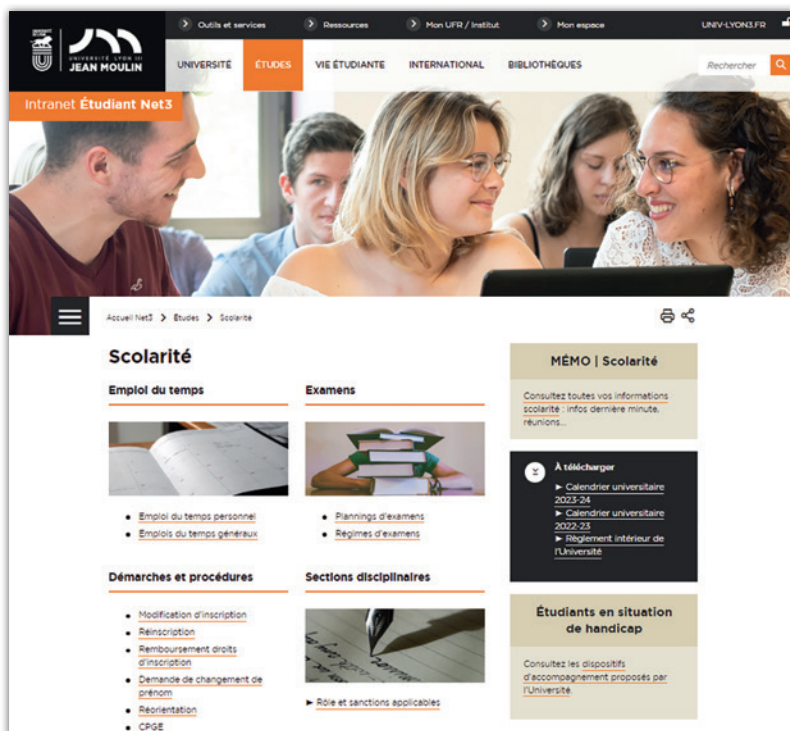 Outils et services
Ressources
Mon UFR / Institut
Mon espace
UNIV-LYON3.FR
UNIVERSITÉ LYON III
JEAN MOULIN
UNIVERSITÉ
ÉTUDES
VIE ÉTUDIANTE
INTERNATIONAL
BIBLIOTHÈQUES
Rechercher
Intranet Étudiant Net3
Accueil Net3 > Études > Scolarité
Scolarité
Emploi du temps
Emploi du temps personnel
Emplois du temps généraux
Examens
Plannings d'examens
Régimes d'examens
Démarches et procédures
Modification d'inscription
Réinscription
Remboursement droits
d'inscription
Demande de changement de
prénom
Réorientation
CPGE
Sections disciplinaires
► Rôle et sanctions applicables
MÉMO | Scolarité
Consultez toutes vos informations
scolarité : infos dernière minute,
réunions...
À télécharger
► Calendrier universitaire
2023-24
► Calendrier universitaire
2022-23
► Règlement intérieur de
l'Université
Étudiants en situation
de handicap
Consultez les dispositifs
d'accompagnement proposés par
l'Université.